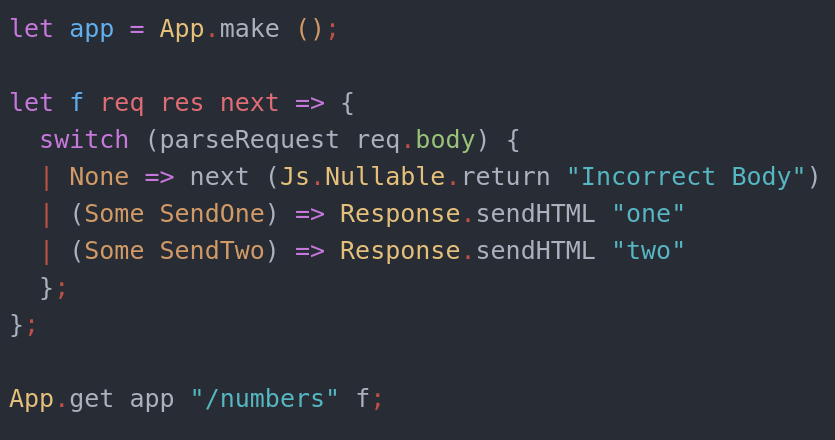 let app = App.make ();

let f req res next => {
  switch (parseRequest req.body) {
  | None => next (Js.Nullable.return "Incorrect Body")
  | (Some SendOne) => Response.sendHTML "one"
  | (Some SendTwo) => Response.sendHTML "two"
  };
};

App.get app "/numbers" f;